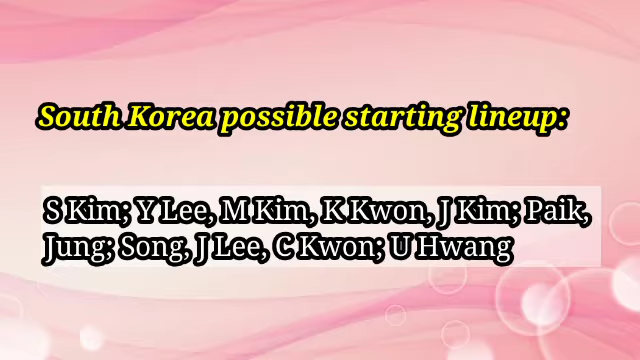 South Korea possible starting lineup:
S Kim; Y Lee, M Kim, K Kwon, J Kim; Paik,
Jung; Song, J Lee, C Kwon; U Hwang